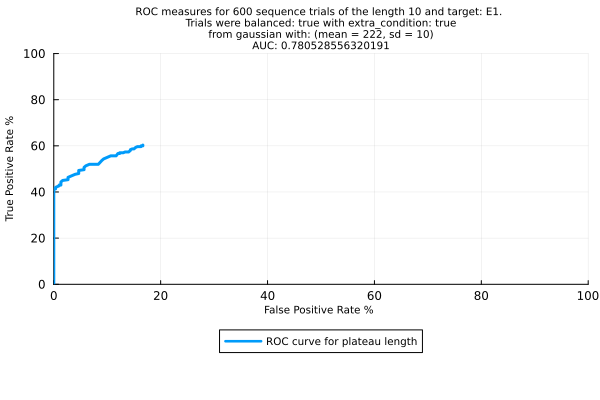 ROC measures for 600 sequence trials of the length 10 and target: E1.
Trials were balanced: true with extra_condition: true
from gaussian with: (mean = 222, sd = 10)
AUC: 0.780528556320191
True Positive Rate %
100
80
60
40
20
0
0 20 40 60 80 100
False Positive Rate %
ROC curve for plateau length